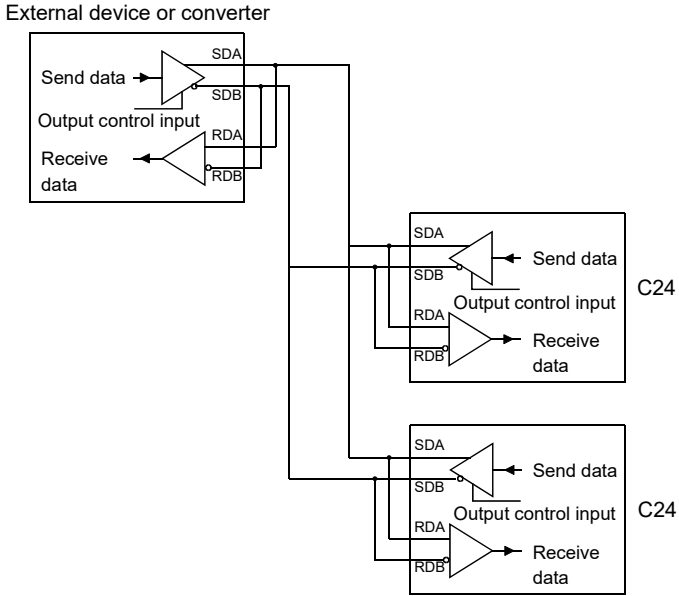 External device or converter
SDA
Send data
SDB
Output control input
RDA
Receive
data
RDB
SDA
Send data
SDB
C24
Output control input
RDA
Receive
data
RDB
SDA
Send data
SDB
C24
Output control input
RDA
Receive
data
RDB